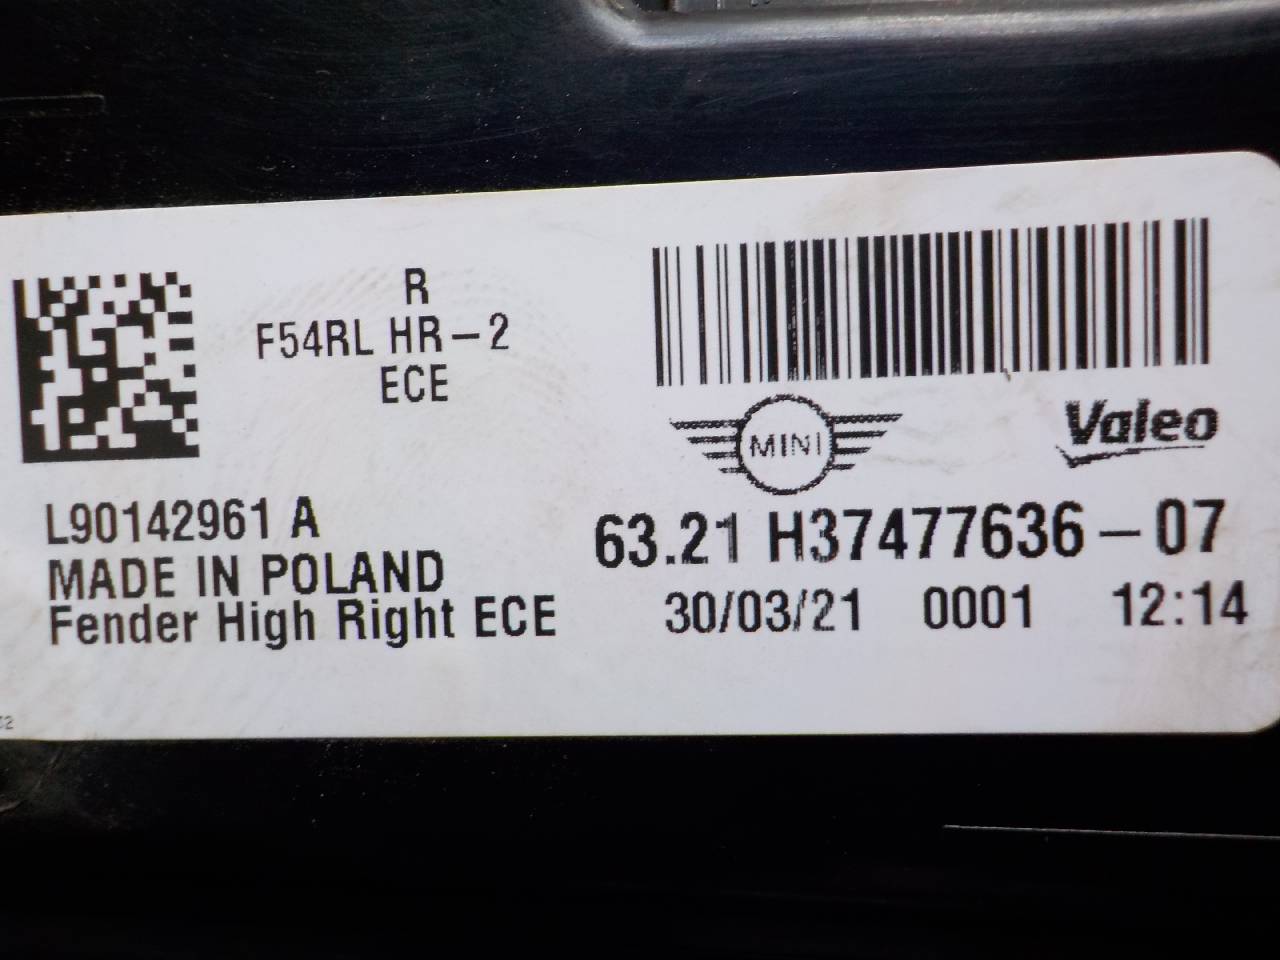 R
F54RL HR-2
ECE
MINI
Valeo
L90142961 A
MADE IN POLAND
Fender High Right ECE
63.21 H37477636-07
30/03/21 0001 12:14